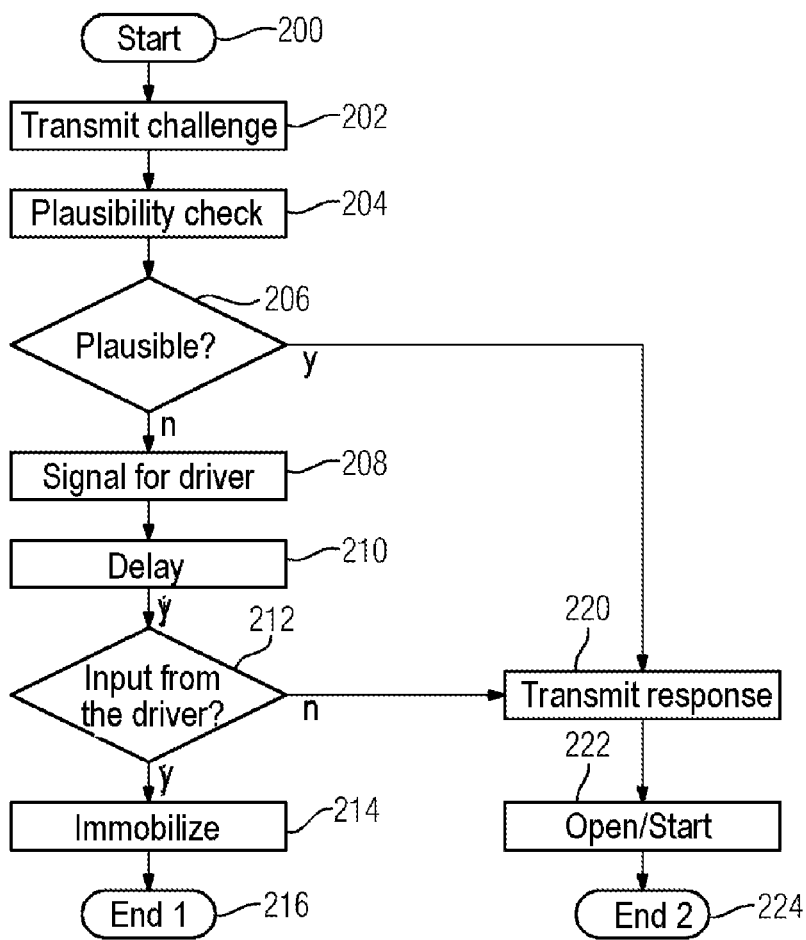 Start
200
Transmit challenge
202
Plausibility check
204
206
Plausible?
y
n
Signal for driver
208
Delay
210
y
212
Input from
the driver?
n
y
220
Transmit response
222
Immobilize
214
Open/Start
End 1
216
End 2
224